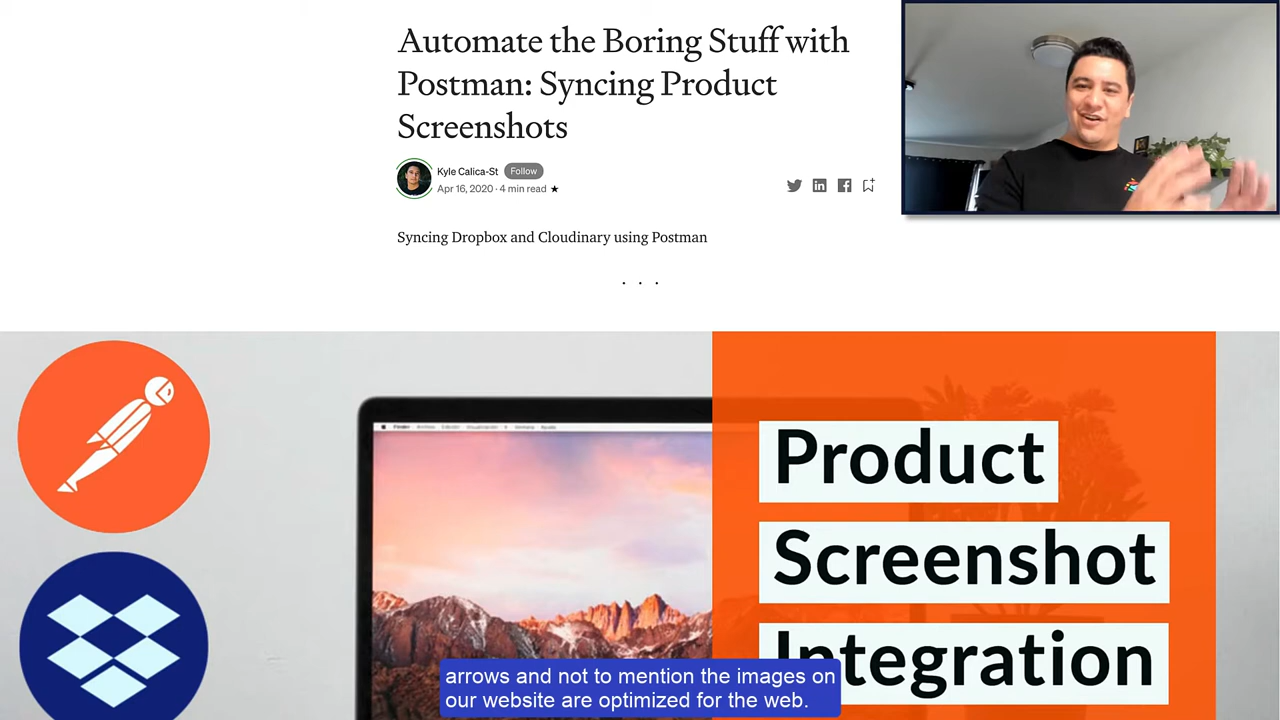 Automate the Boring Stuff with
Postman: Syncing Product
Screenshots
Kyle Calica-St Follow
Apr 16, 2020 · 4 min read ★
Syncing Dropbox and Cloudinary using Postman
. . .
Product
Screenshot
Integration
arrows and not to mention the images on
our website are optimized for the web.